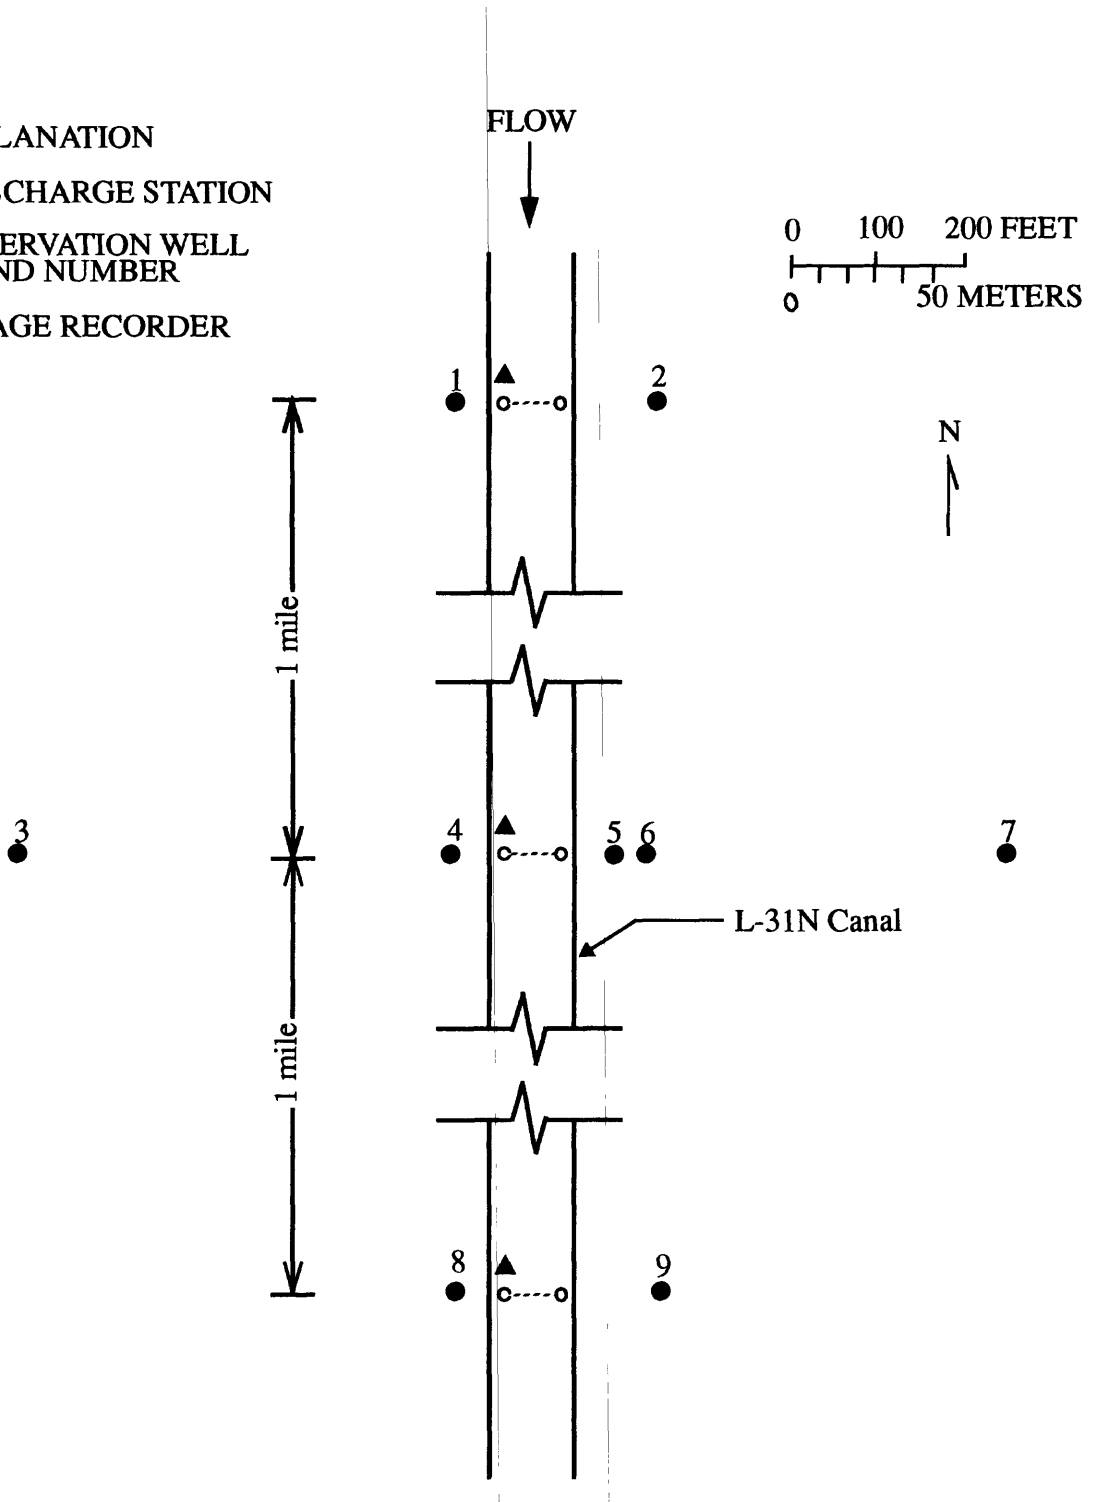 LANATION
CHARGE STATION
ERVATION WELL
ND NUMBER
AGE RECORDER
FLOW
0 100 200 FEET
0 50 METERS
1
2
N
1 mile
3
4
5
6
7
L-31N Canal
1 mile
8
9